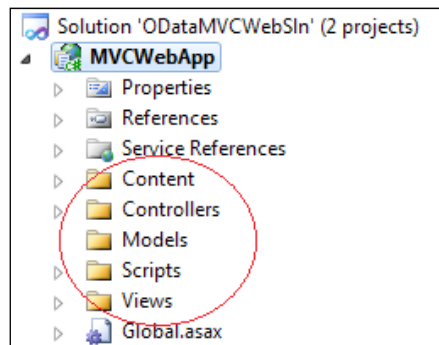 Solution 'ODataMVCWebSln' (2 projects)
MVCWebApp
Properties
References
Service References
Content
Controllers
Models
Scripts
Views
Global.asax